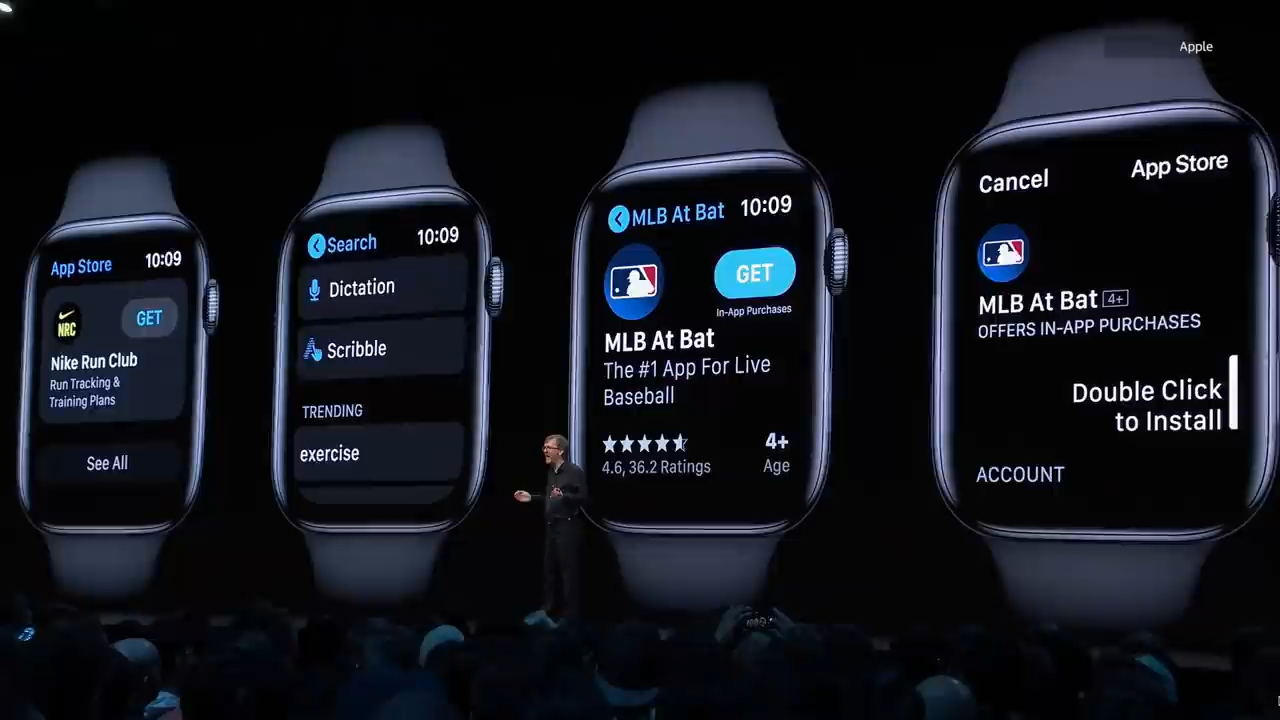 Apple
App Store 10:09
NRC
GET
Nike Run Club
Run Tracking &
Training Plans
See All
Search 10:09
Dictation
Scribble
TRENDING
exercise
MLB At Bat 10:09
GET
In-App Purchases
MLB At Bat
The #1 App For Live
Baseball
4.6, 36.2 Ratings
4+
Age
Cancel App Store
MLB At Bat 4+
OFFERS IN-APP PURCHASES
Double Click
to Install
ACCOUNT